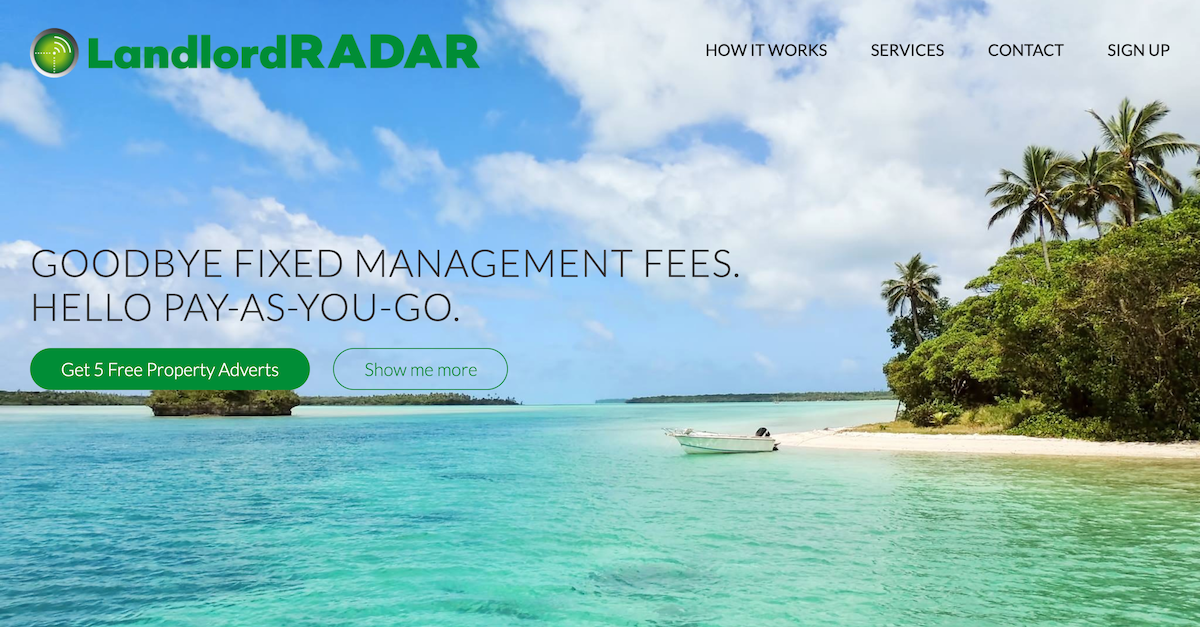 LandlordRADAR
HOW IT WORKS
SERVICES
CONTACT
SIGN UP
GOODBYE FIXED MANAGEMENT FEES.
HELLO PAY-AS-YOU-GO.
Get 5 Free Property Adverts
Show me more